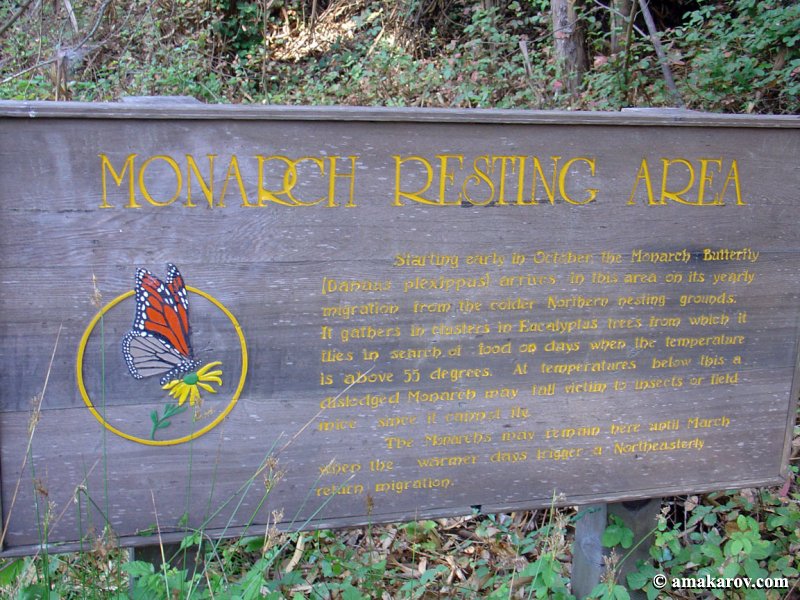 MONARCH RESTING AREA
Starting early in October, the Monarch Butterfly
(Danaus plexippus) arrives in this area on its yearly
migration from the colder Northern nesting grounds.
It gathers in clusters in Eucalyptus trees from which it
flies in search of food on days when the temperature
is above 55 degrees. At temperatures below this a
dislodged Monarch may fall victim to insects or field
mice since it cannot fly.
The Monarchs may remain here until March
when the warmer days trigger a Northeasterly
return migration.
© amakarov.com